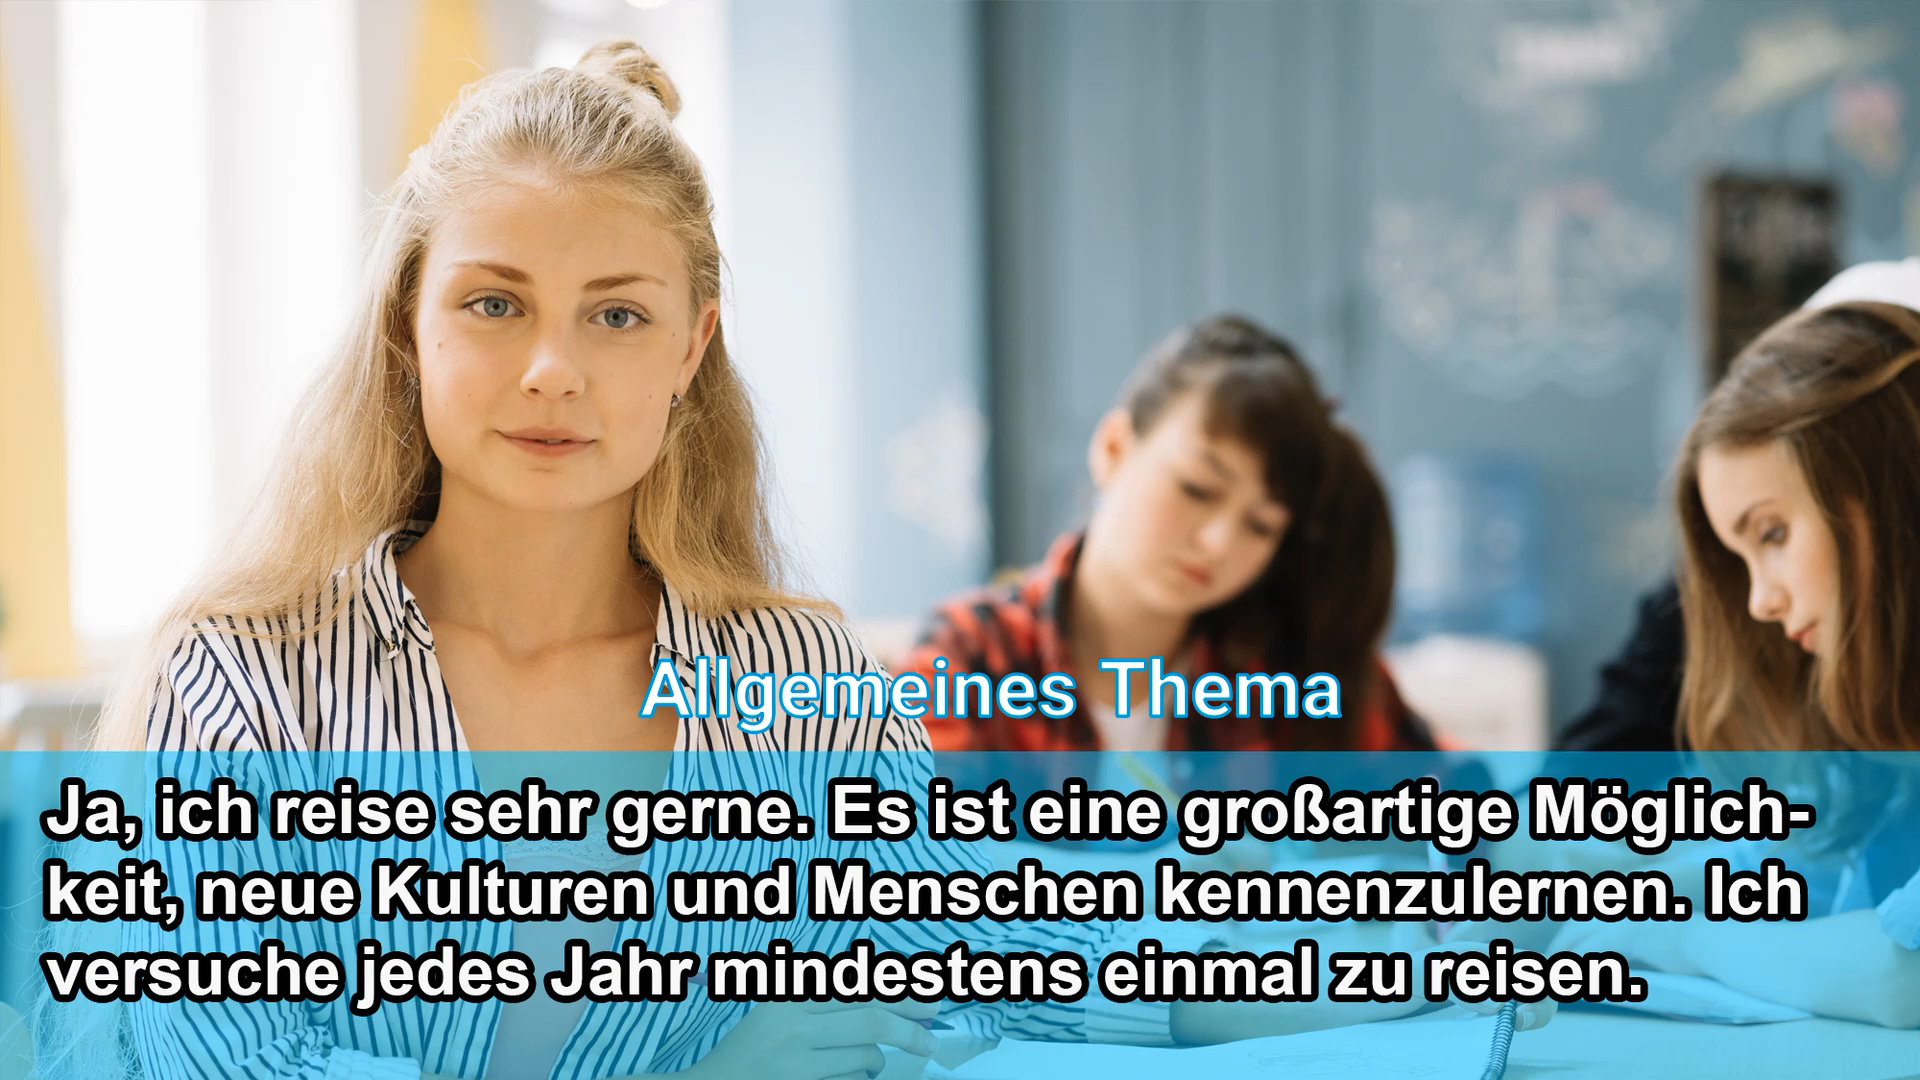 Allgemeines Thema
Ja, ich reise sehr gerne. Es ist eine großartige Möglich-
keit, neue Kulturen und Menschen kennenzulernen. Ich
versuche jedes Jahr mindestens einmal zu reisen.